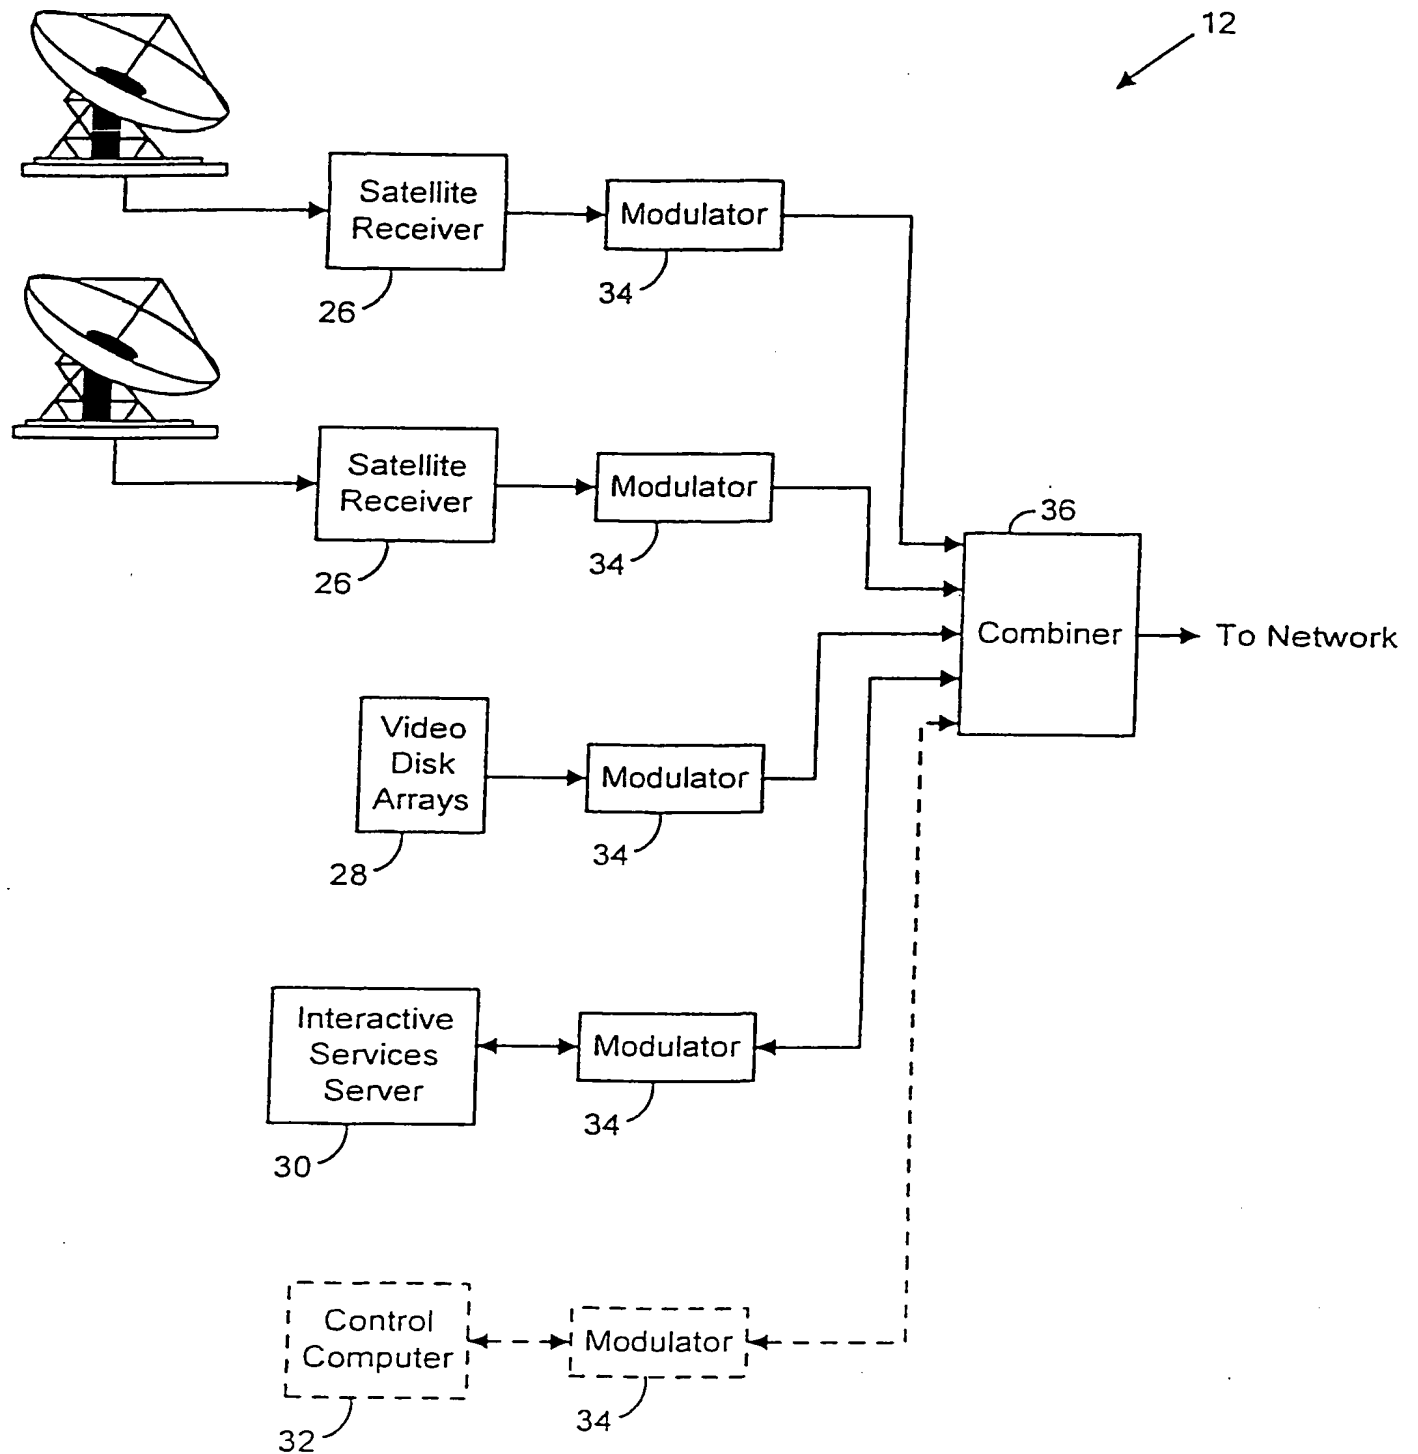 12
Satellite
Receiver
26
Modulator
34
Satellite
Receiver
26
Modulator
34
36
Combiner
To Network
Video
Disk
Arrays
28
Modulator
34
Interactive
Services
Server
30
Modulator
34
Control
Computer
32
Modulator
34